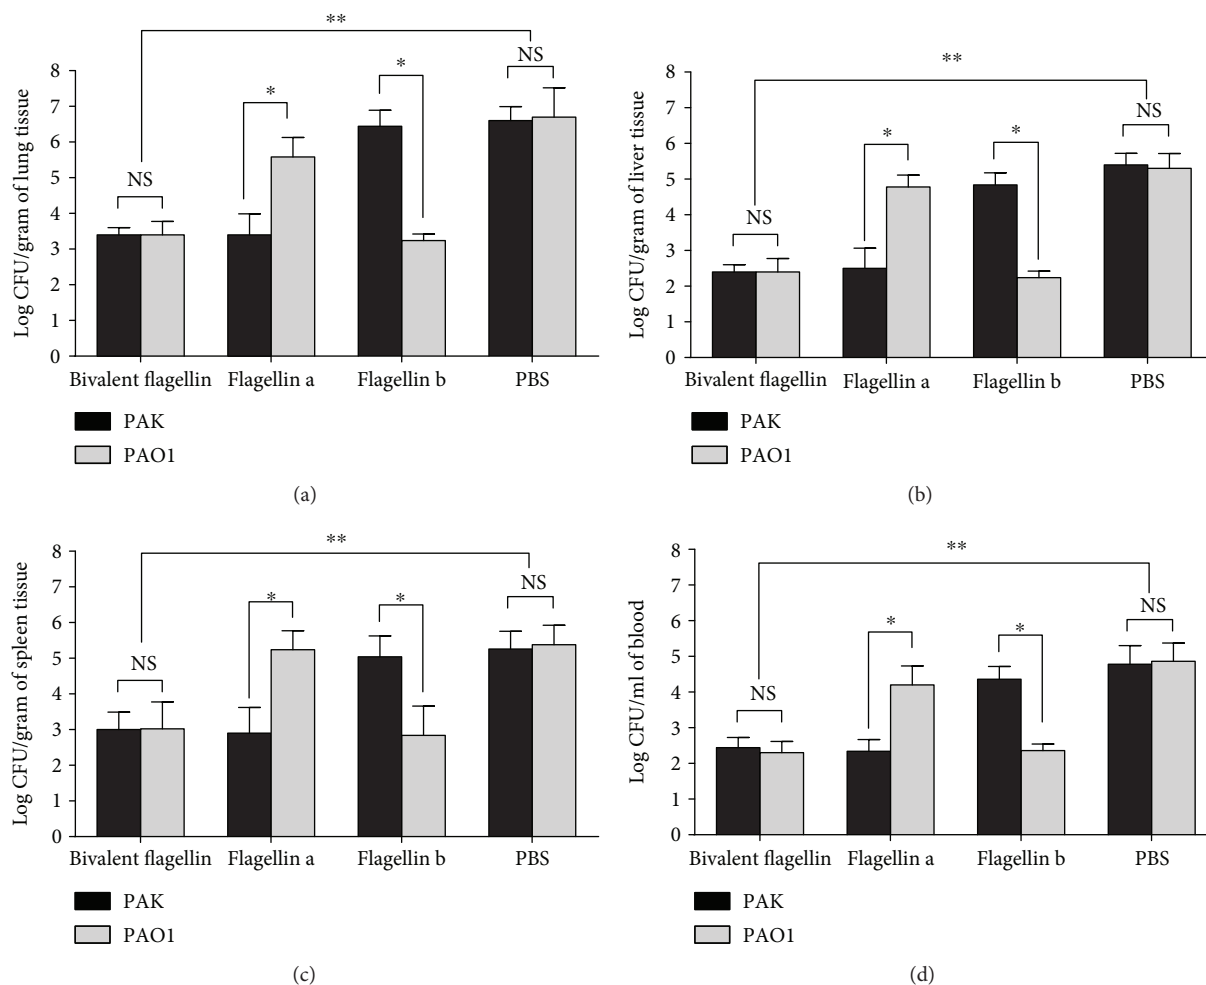 **
NS
*
*
NS
8
7
6
5
4
3
2
1
0
Log CFU/gram of lung tissue
Bivalent flagellin Flagellin a Flagellin b PBS
PAK
PAO1
(a)
**
NS
*
*
NS
8
7
6
5
4
3
2
1
0
Log CFU/gram of liver tissue
Bivalent flagellin Flagellin a Flagellin b PBS
PAK
PAO1
(b)
**
NS
*
*
NS
8
7
6
5
4
3
2
1
0
Log CFU/gram of spleen tissue
Bivalent flagellin Flagellin a Flagellin b PBS
PAK
PAO1
(c)
**
NS
*
*
NS
8
7
6
5
4
3
2
1
0
Log CFU/ml of blood
Bivalent flagellin Flagellin a Flagellin b PBS
PAK
PAO1
(d)